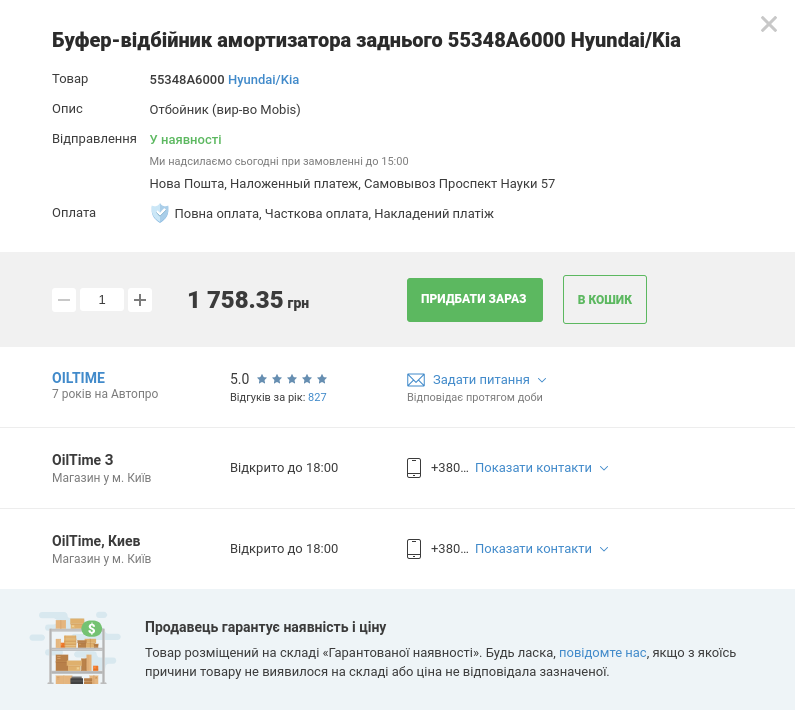 Буфер-відбійник амортизатора заднього 55348A6000 Hyundai/Kia
Товар 55348A6000 Hyundai/Kia
Опис Отбойник (вир-во Mobis)
Відправлення У наявності
Ми надсилаємо сьогодні при замовленні до 15:00
Нова Пошта, Наложенный платеж, Самовывоз Проспект Науки 57
Оплата Повна оплата, Часткова оплата, Накладений платіж
1 1 758.35 грн ПРИДБАТИ ЗАРАЗ В КОШИК
OILTIME 5.0 Задати питання
7 років на Автопро Відгуків за рік: 827 Відповідає протягом доби
OilTime 3 Відкрито до 18:00 +380... Показати контакти
Магазин у м. Київ
OilTime, Киев Відкрито до 18:00 +380... Показати контакти
Магазин у м. Київ
$ Продавець гарантує наявність і ціну
Товар розміщений на складі «Гарантованої наявності». Будь ласка, повідомте нас, якщо з якоїсь
причини товару не виявилося на складі або ціна не відповідала зазначеної.